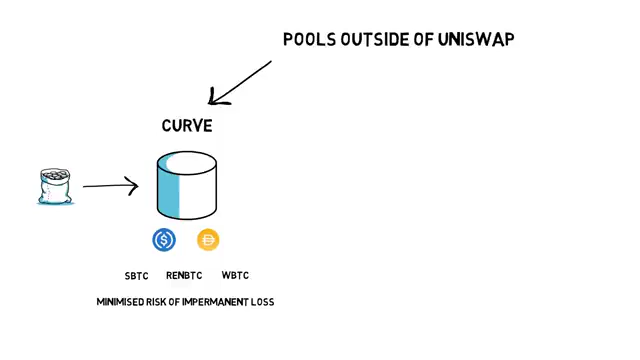 POOLS OUTSIDE OF UNISWAP
CURVE
SBTC RENBTC WBTC
MINIMISED RISK OF IMPERMANENT LOSS